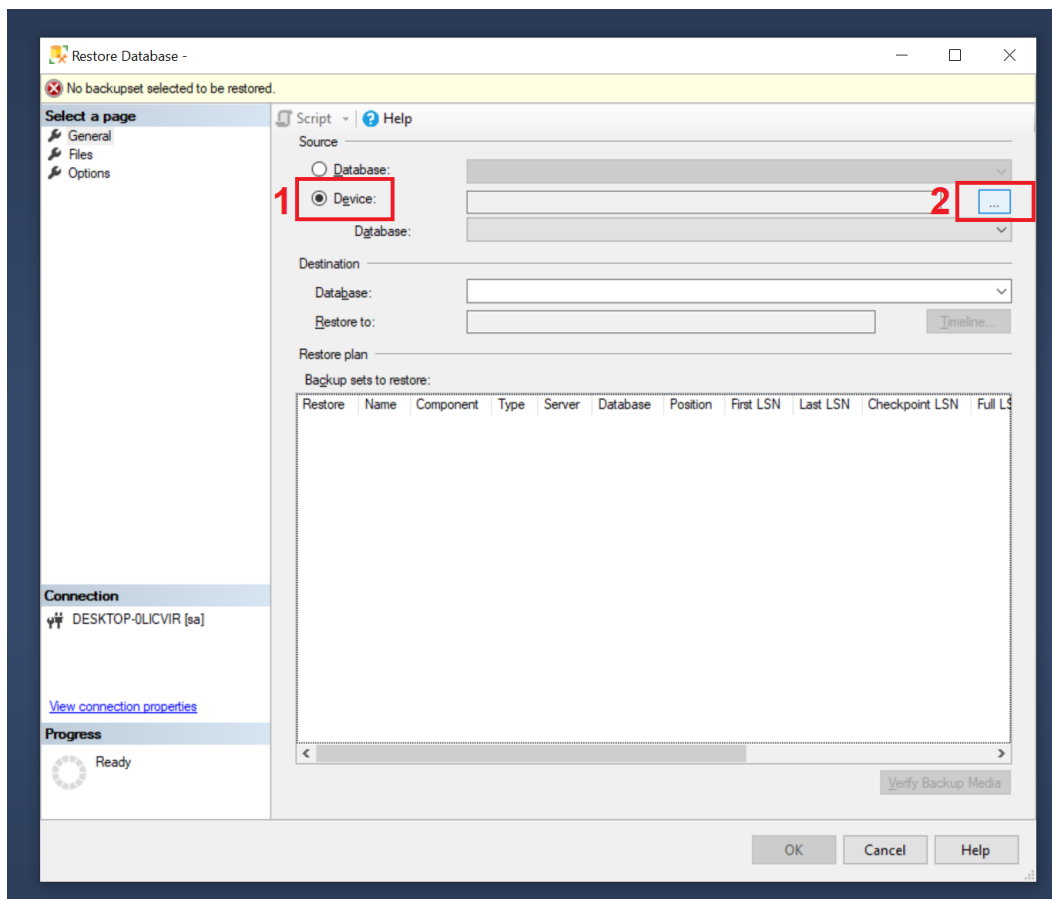 Restore Database -
No backupset selected to be restored.
Select a page
General
Files
Options
Script
Help
Source
Database:
1
Device:
2
...
Database:
Destination
Database:
Restore to:
Timeline...
Restore plan
Backup sets to restore:
Restore Name Component Type Server Database Position First LSN Last LSN Checkpoint LSN Full LS
Connection
DESKTOP-0LICVIR [sa]
View connection properties
Progress
Ready
Verify Backup Media
OK Cancel Help